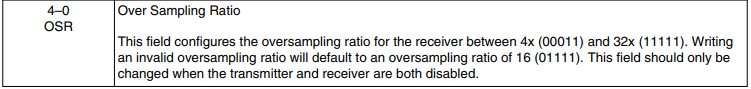 4–0
OSR
Over Sampling Ratio
This field configures the oversampling ratio for the receiver between 4x (00011) and 32x (11111). Writing
an invalid oversampling ratio will default to an oversampling ratio of 16 (01111). This field should only be
changed when the transmitter and receiver are both disabled.